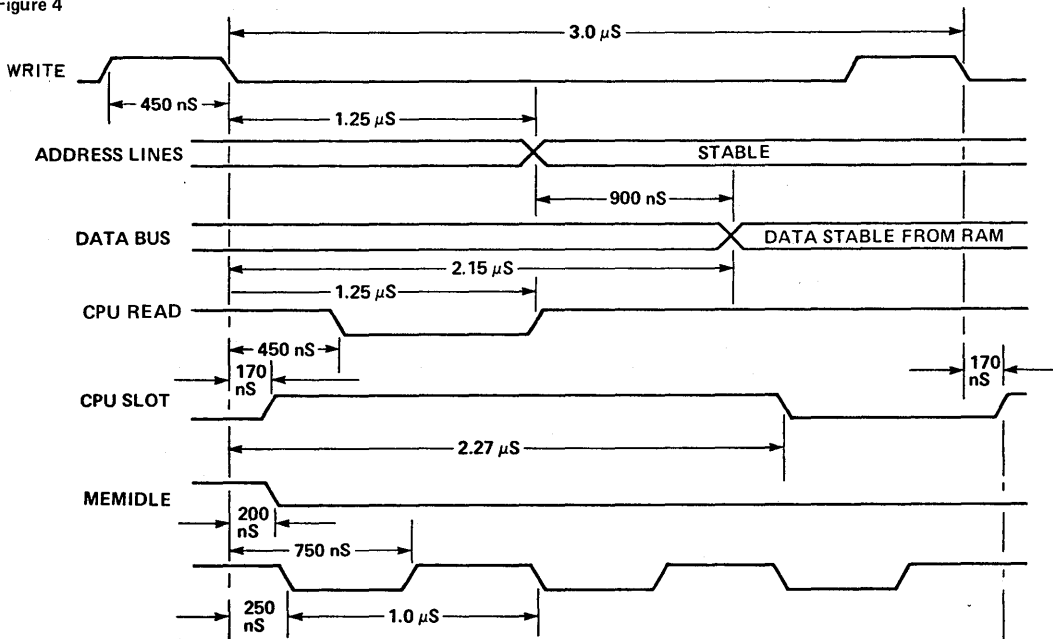 Figure 4
3.0 μS
WRITE
450 nS
1.25 μS
ADDRESS LINES
STABLE
900 nS
DATA BUS
DATA STABLE FROM RAM
2.15 μS
1.25 μS
CPU READ
450 nS
170
nS
170
nS
CPU SLOT
2.27 μS
MEMIDLE
200
nS
750 nS
250
nS
1.0 μS